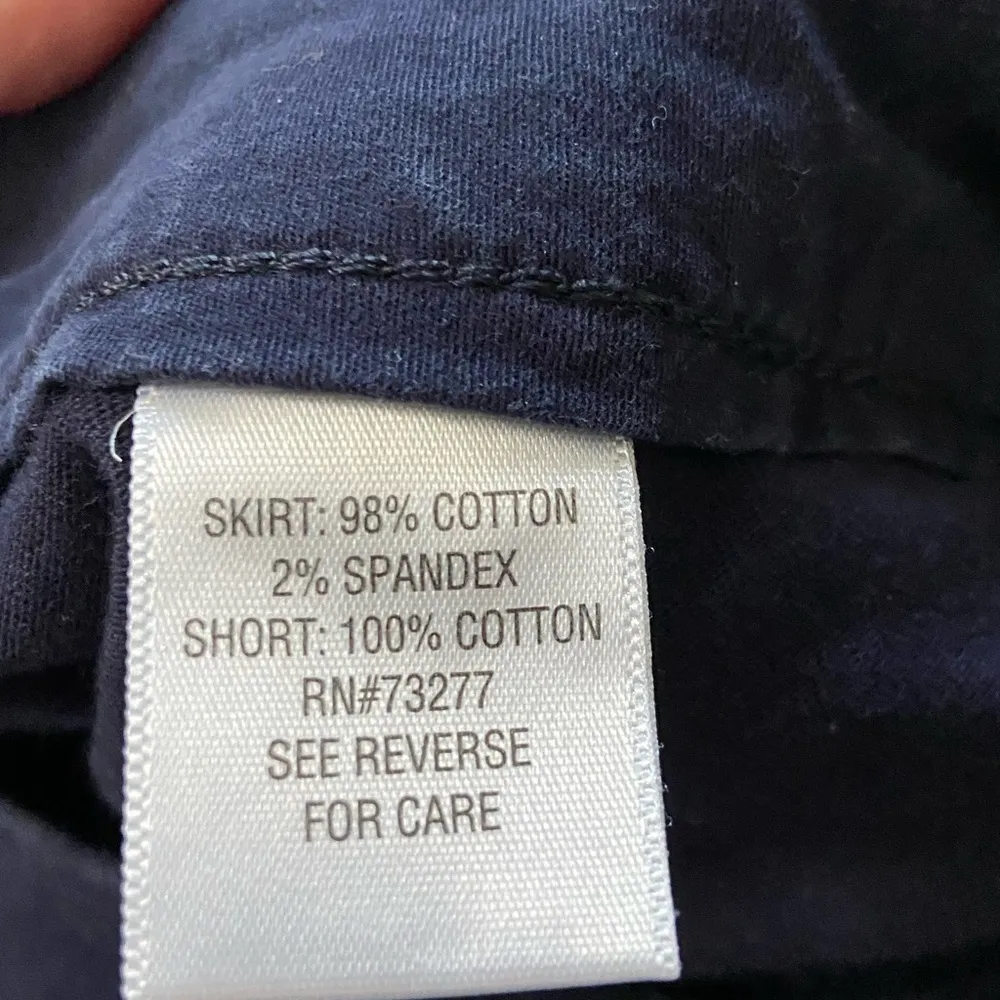 SKIRT: 98% COTTON
2% SPANDEX
SHORT: 100% COTTON
RN#73277
SEE REVERSE
FOR CARE